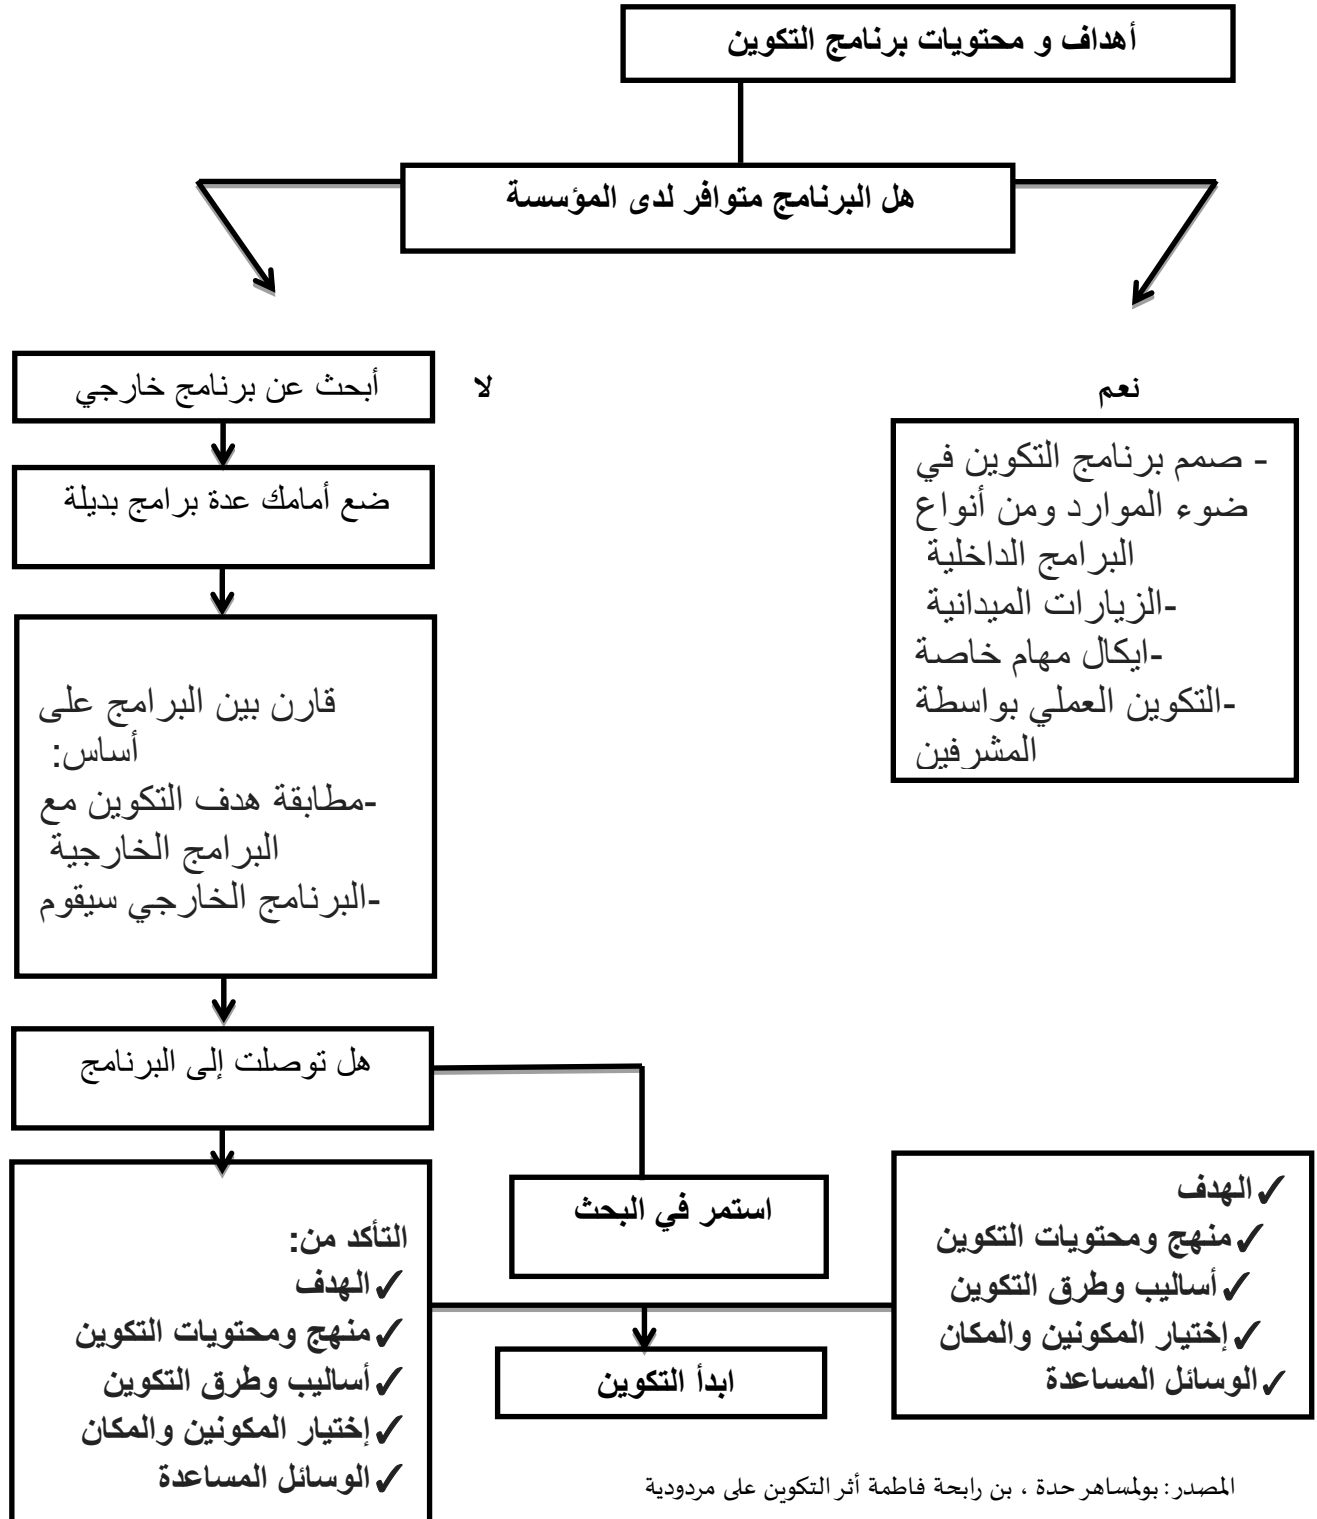 أهداف و محتويات برنامج التكوين
هل البرنامج متوافر لدى المؤسسة
نعم
- صمم برنامج التكوين في
ضوء الموارد ومن أنواع
البرامج الداخلية
-الزيارات الميدانية
-ايكال مهام خاصة
-التكوين العملي بواسطة
المشرفين
لا
أبحث عن برنامج خارجي
ضع أمامك عدة برامج بديلة
قارن بين البرامج على
أساس:
-مطابقة هدف التكوين مع
البرامج الخارجية
-البرنامج الخارجي سيقوم
هل توصلت إلى البرنامج
استمر في البحث
✓الهدف
✓منهج ومحتويات التكوين
✓أساليب وطرق التكوين
✓إختيار المكونين والمكان
✓الوسائل المساعدة
التأكد من:
✓الهدف
✓منهج ومحتويات التكوين
✓أساليب وطرق التكوين
✓إختيار المكونين والمكان
✓الوسائل المساعدة
ابدأ التكوين
المصدر: بولمساهر حدة ، بن رابحة فاطمة أثر التكوين على مردودية